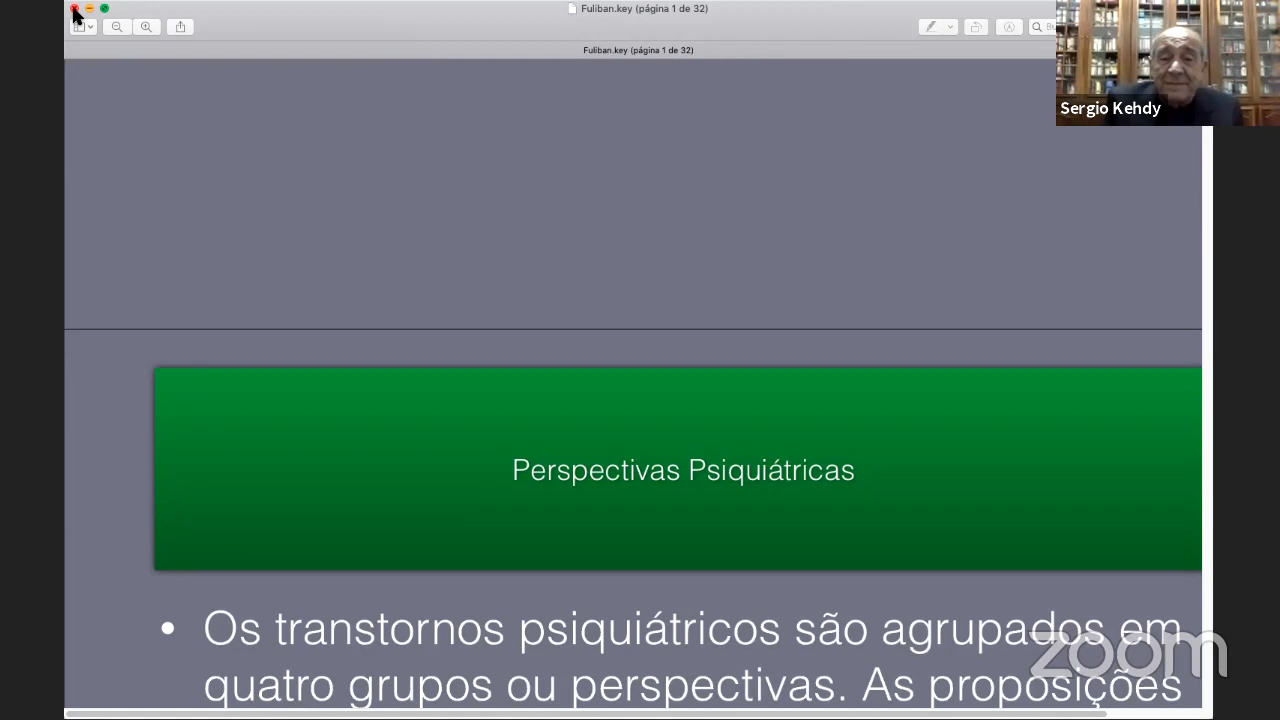 Fuliban.key (página 1 de 32)
Fuliban.key (página 1 de 32)
Sergio Kehdy
Perspectivas Psiquiátricas
• Os transtornos psiquiátricos são agrupados em
quatro grupos ou perspectivas. As proposições
zoom